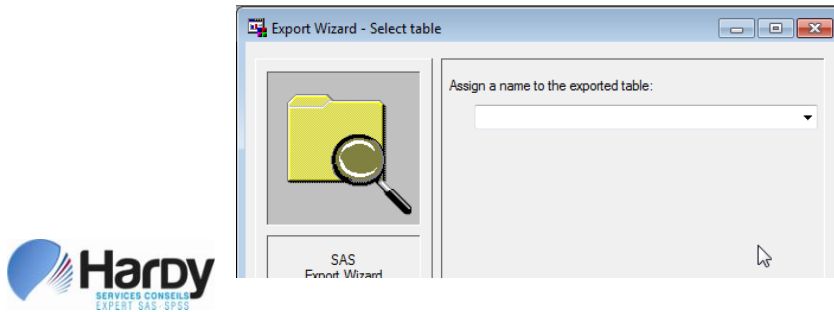 Export Wizard - Select table
Assign a name to the exported table:
SAS
Export Wizard
Hardy
SERVICES CONSEILS
EXPERT SAS-SPSS